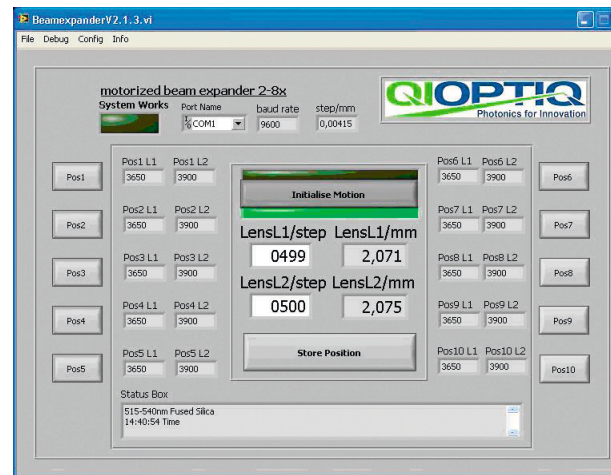 BeamexpanderV2.1.3.vi
File Debug Config Info
motorized beam expander 2-8x
System Works Port Name baud rate step/mm
COM1 9600 0,00415
QIOPTIQ
Photonics for Innovation
Pos1 L1 Pos1 L2
Pos1 3650 3900
Pos2 L1 Pos2 L2
Pos2 3650 3900
Pos3 L1 Pos3 L2
Pos3 3650 3900
Pos4 L1 Pos4 L2
Pos4 3650 3900
Pos5 L1 Pos5 L2
Pos5 3650 3900
Initialise Motion
LensL1/step LensL1/mm
0499 2,071
LensL2/step LensL2/mm
0500 2,075
Store Position
Pos6 L1 Pos6 L2
3650 3900 Pos6
Pos7 L1 Pos7 L2
3650 3900 Pos7
Pos8 L1 Pos8 L2
3650 3900 Pos8
Pos9 L1 Pos9 L2
3650 3900 Pos9
Pos10 L1 Pos10 L2
3650 3900 Pos10
Status Box
515-540nm Fused Silica
14:40:54 Time